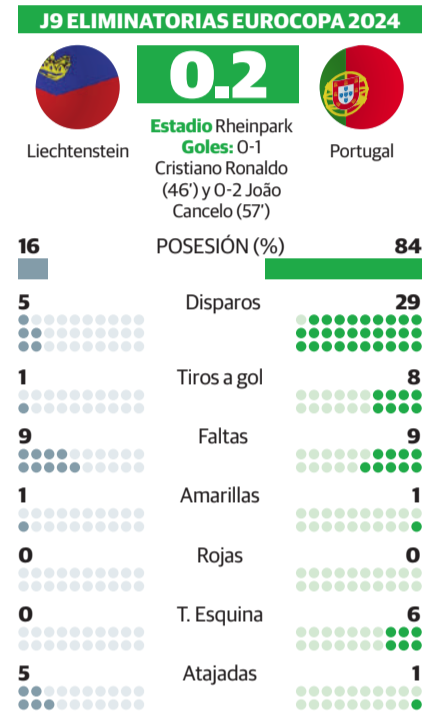 J9 ELIMINATORIAS EUROCOPA 2024
0.2
Liechtenstein
Estadio Rheinpark
Goles: 0-1
Cristiano Ronaldo
(46') y 0-2 João
Cancelo (57')
Portugal
16 POSESIÓN (%) 84
5 Disparos 29
1 Tiros a gol 8
9 Faltas 9
1 Amarillas 1
0 Rojas 0
0 T. Esquina 6
5 Atajadas 1